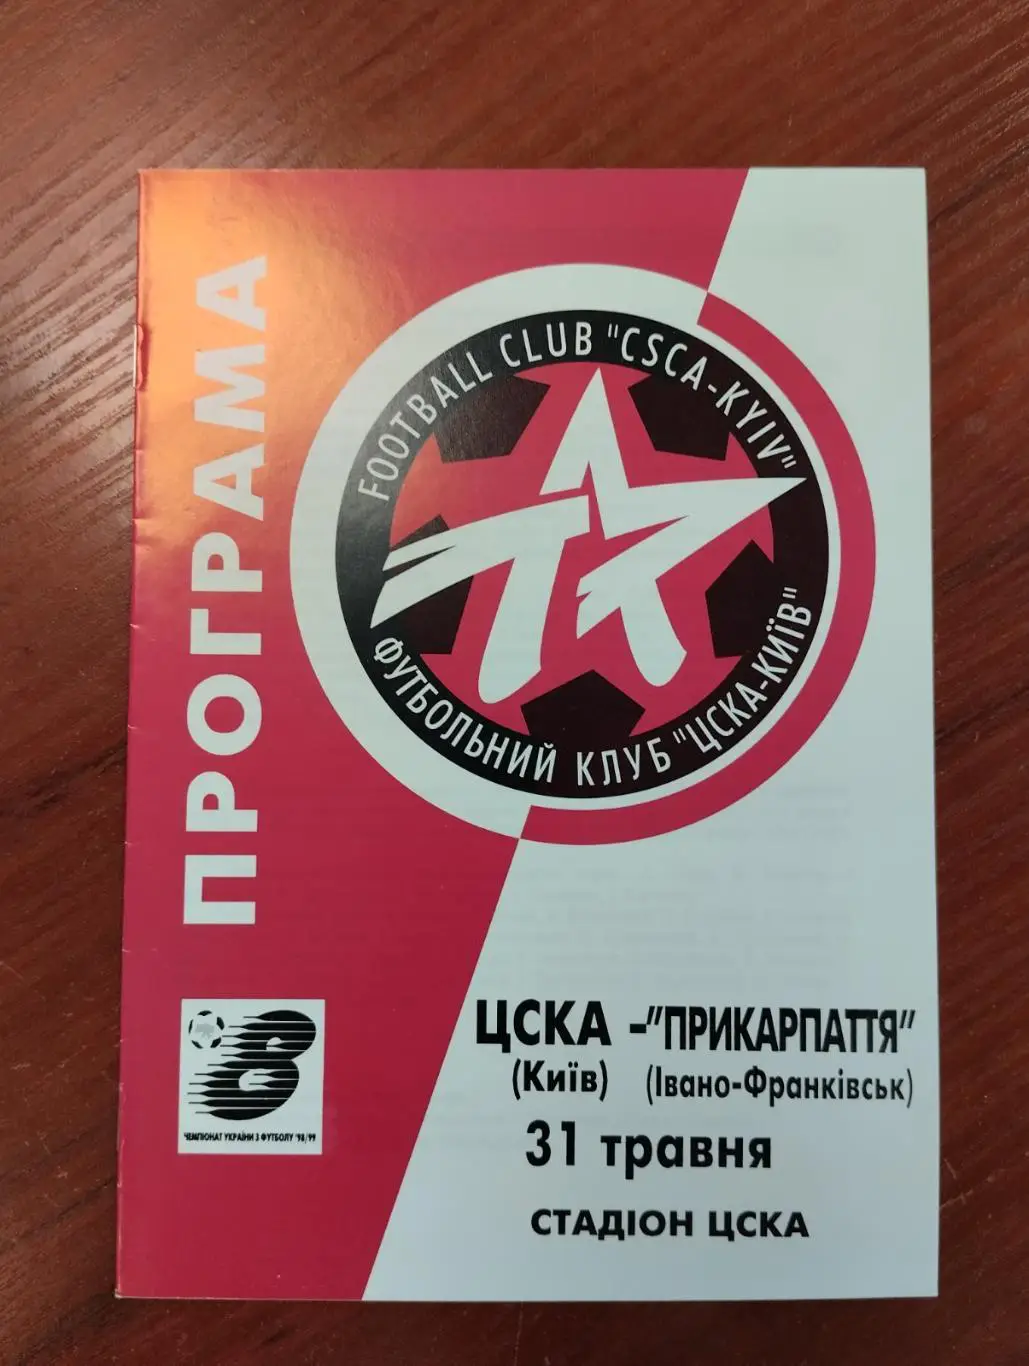 ПРОГРАМА
FOOTBALL CLUB "CSCA-KYIV"
ФУТБОЛЬНИЙ КЛУБ "ЦСКА-КИЇВ"
ЦСКА -"ПРИКАРПАТТЯ"
(Київ) (Івано-Франківськ)
31 травня
СТАДІОН ЦСКА
ЧЕМПІОНАТ УКРАЇНИ З ФУТБОЛУ '98/99